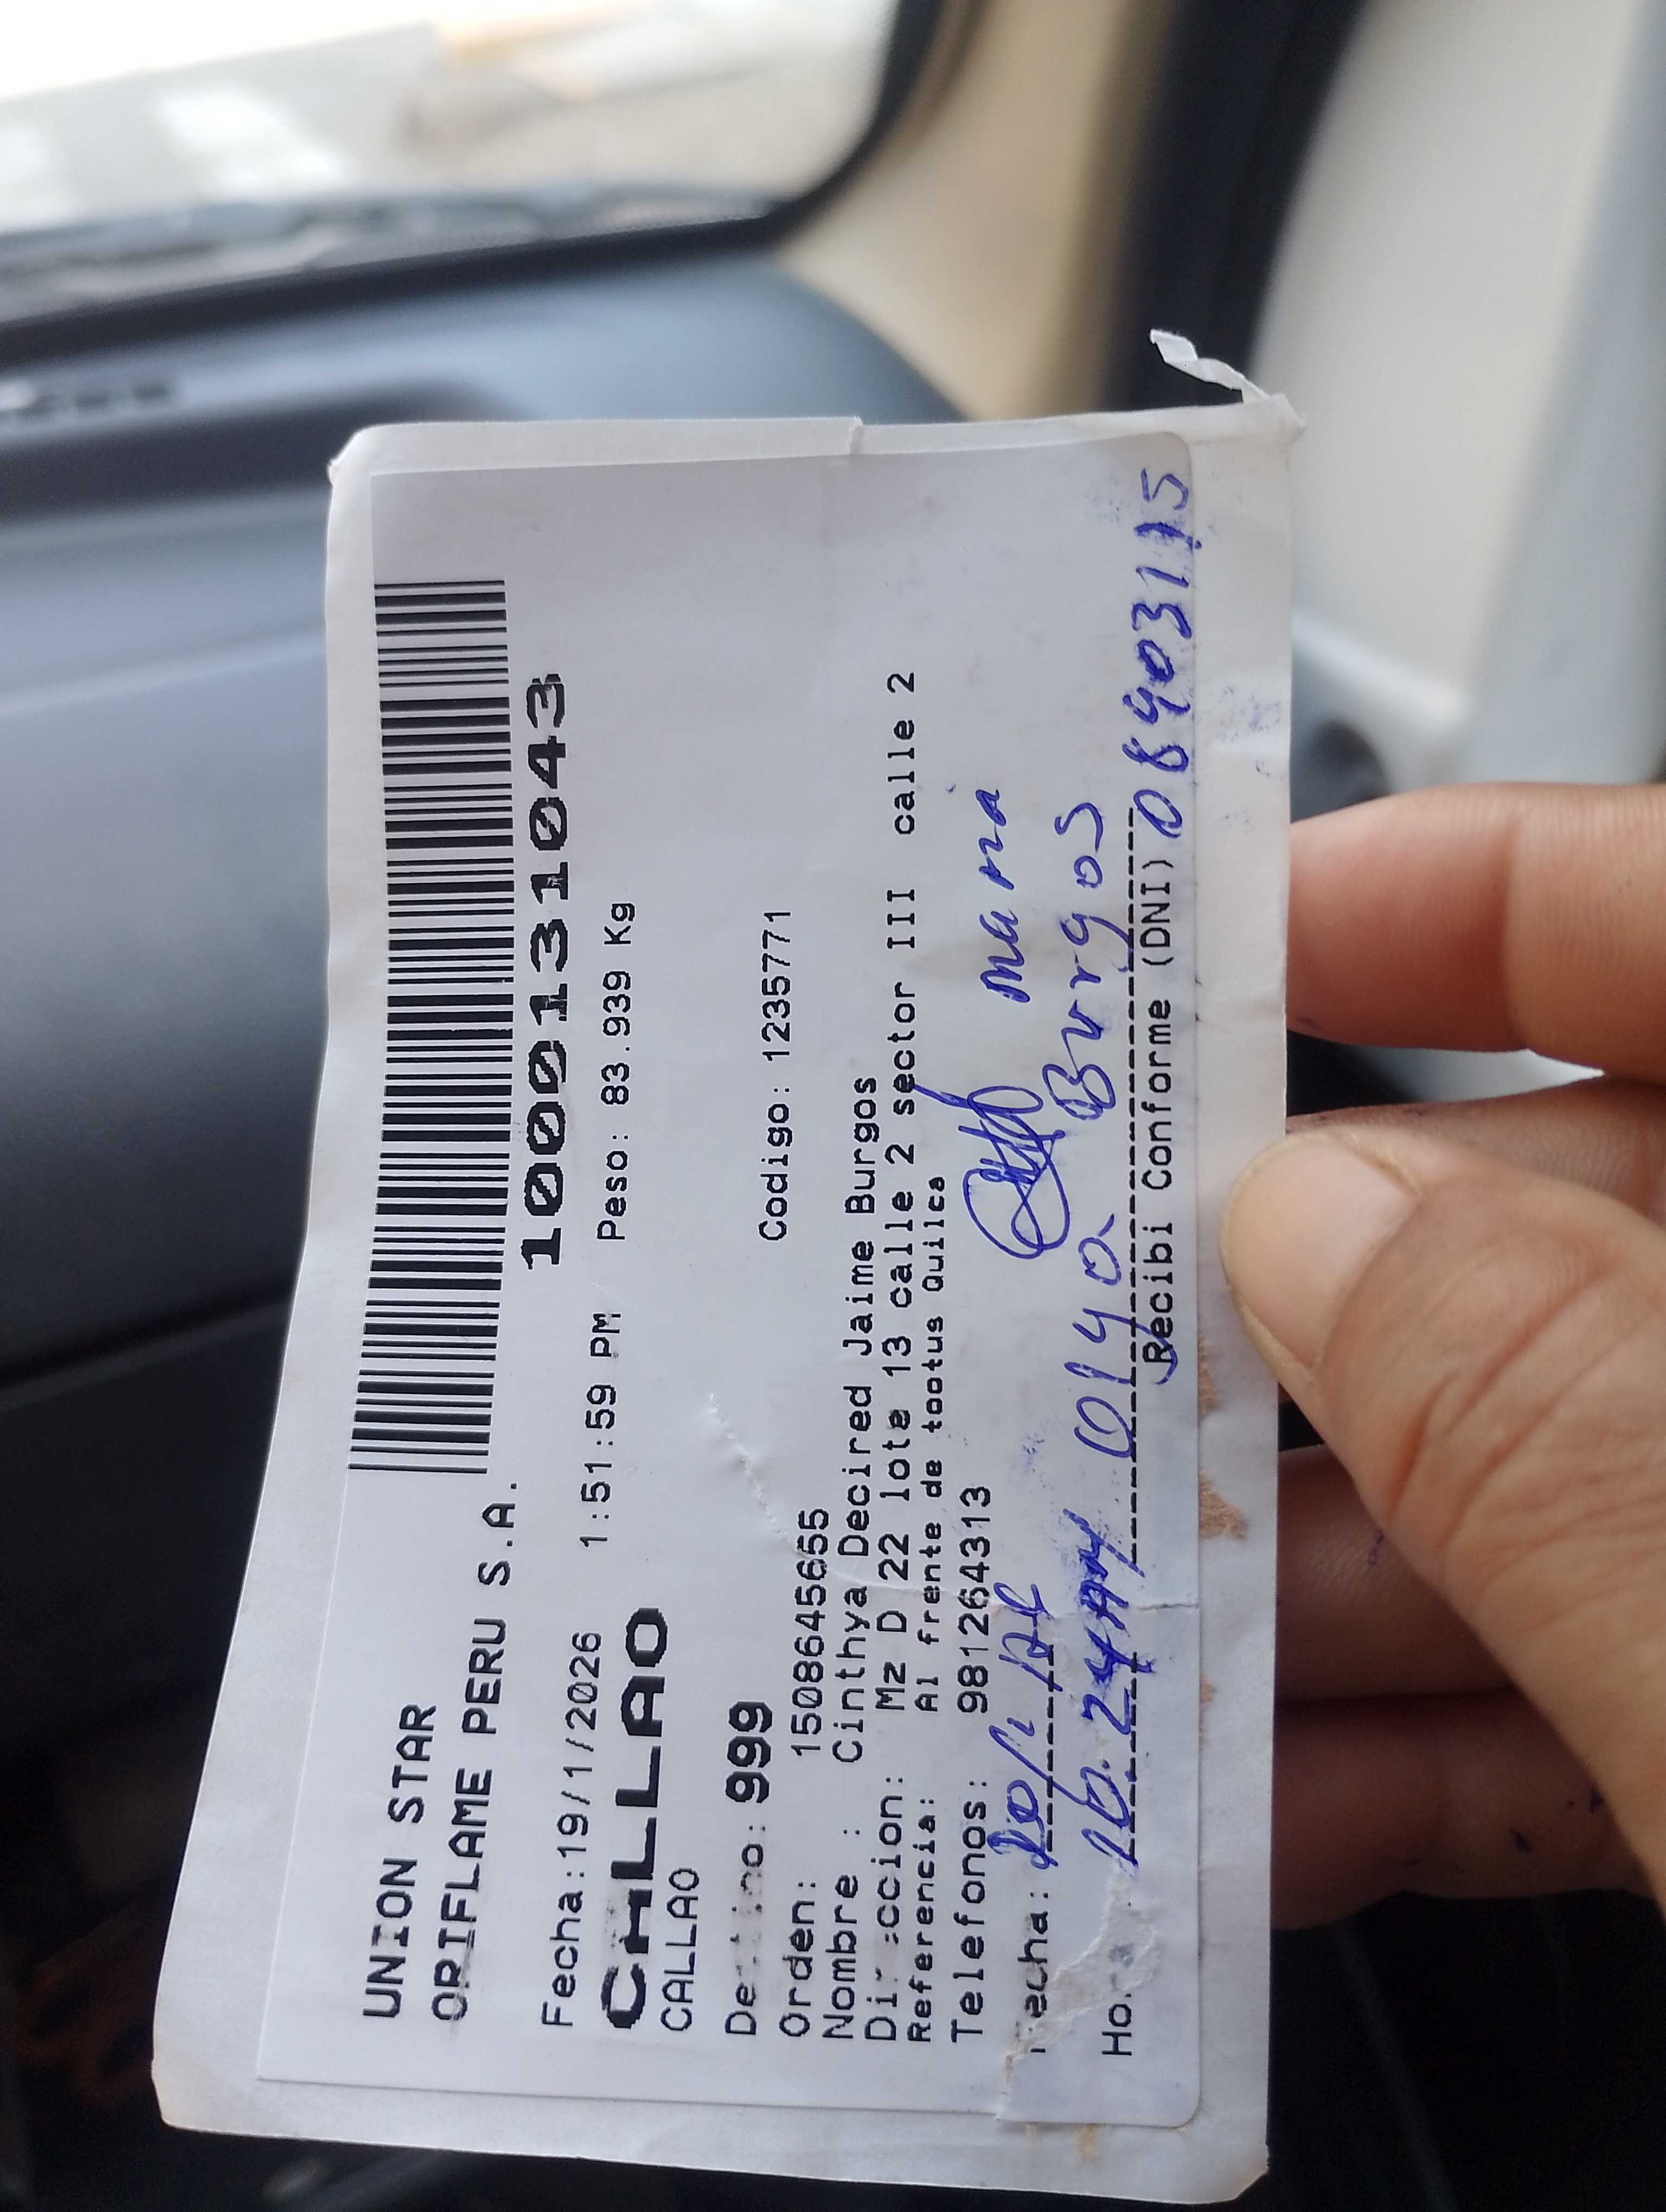 UNION STAR
ORIFLAME PERU S.A.
1000131043
Fecha:19/1/2026 1:51:59 PM Peso: 83.939 Kg
CALLAO
CALLAO
999
Codigo: 1235771
Orden: 1508645655
Nombre : Cinthya Decired Jaime Burgos
Mz D 22 lote 13 calle 2 sector III calle 2
Referencia: Al frente de tootus Quilca
Telefonos: 981264313
mama
Burgos
Recibi Conforme (DNI)